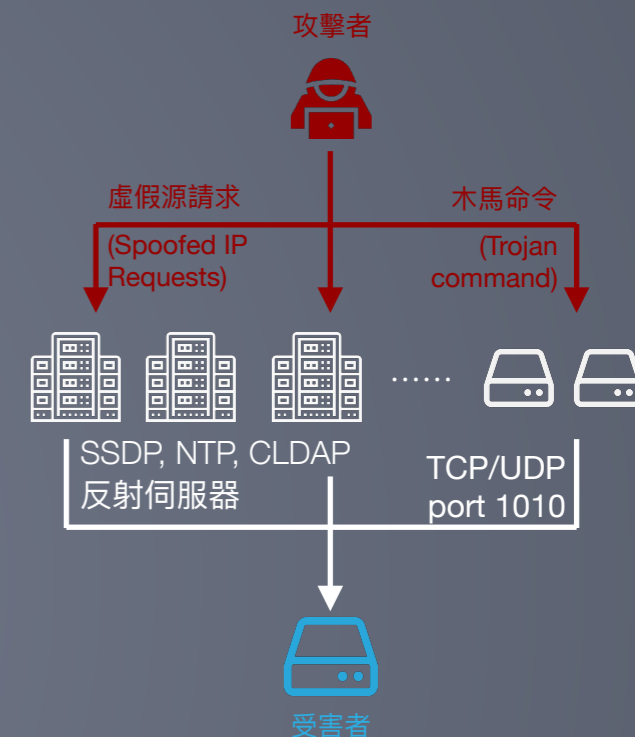 攻擊者
虛假源請求
(Spoofed IP
Requests)
木馬命令
(Trojan
command)
......
SSDP, NTP, CLDAP
反射伺服器
TCP/UDP
port 1010
受害者